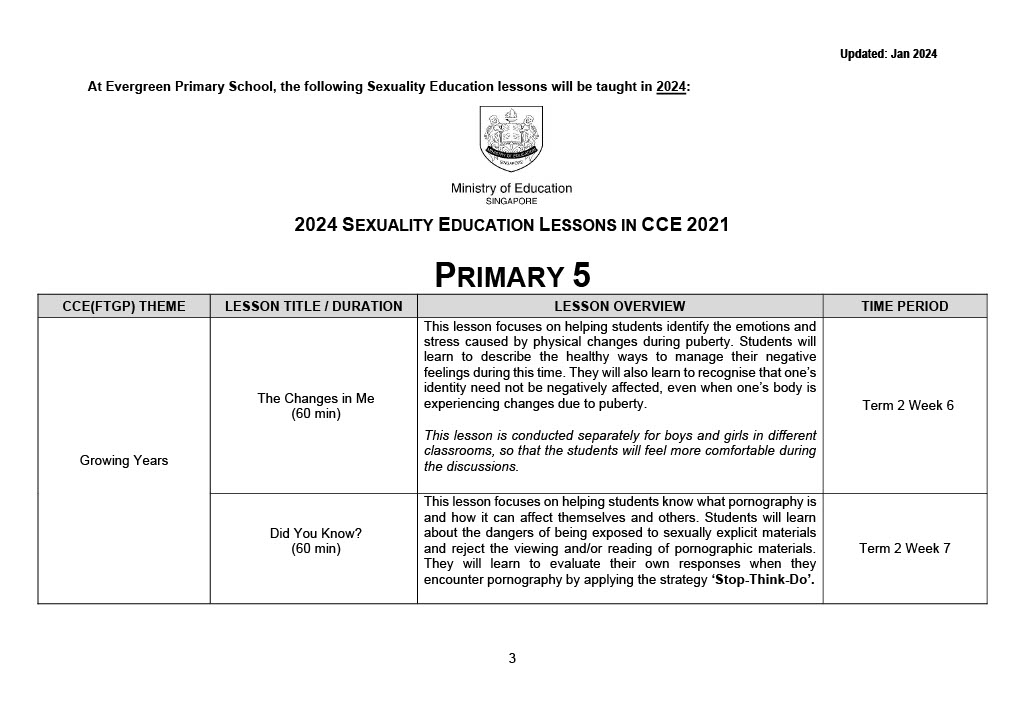 Updated: Jan 2024
At Evergreen Primary School, the following Sexuality Education lessons will be taught in 2024:
MINISTRY OF EDUCATION
SINGAPORE
Ministry of Education
SINGAPORE
2024 SEXUALITY EDUCATION LESSONS IN CCE 2021
PRIMARY 5
CCE(FTGP) THEME
LESSON TITLE / DURATION
LESSON OVERVIEW
TIME PERIOD
Growing Years
The Changes in Me
(60 min)
This lesson focuses on helping students identify the emotions and
stress caused by physical changes during puberty. Students will
learn to describe the healthy ways to manage their negative
feelings during this time. They will also learn to recognise that one’s
identity need not be negatively affected, even when one’s body is
experiencing changes due to puberty.
This lesson is conducted separately for boys and girls in different
classrooms, so that the students will feel more comfortable during
the discussions.
Term 2 Week 6
Did You Know?
(60 min)
This lesson focuses on helping students know what pornography is
and how it can affect themselves and others. Students will learn
about the dangers of being exposed to sexually explicit materials
and reject the viewing and/or reading of pornographic materials.
They will learn to evaluate their own responses when they
encounter pornography by applying the strategy ‘Stop-Think-Do’.
Term 2 Week 7
3